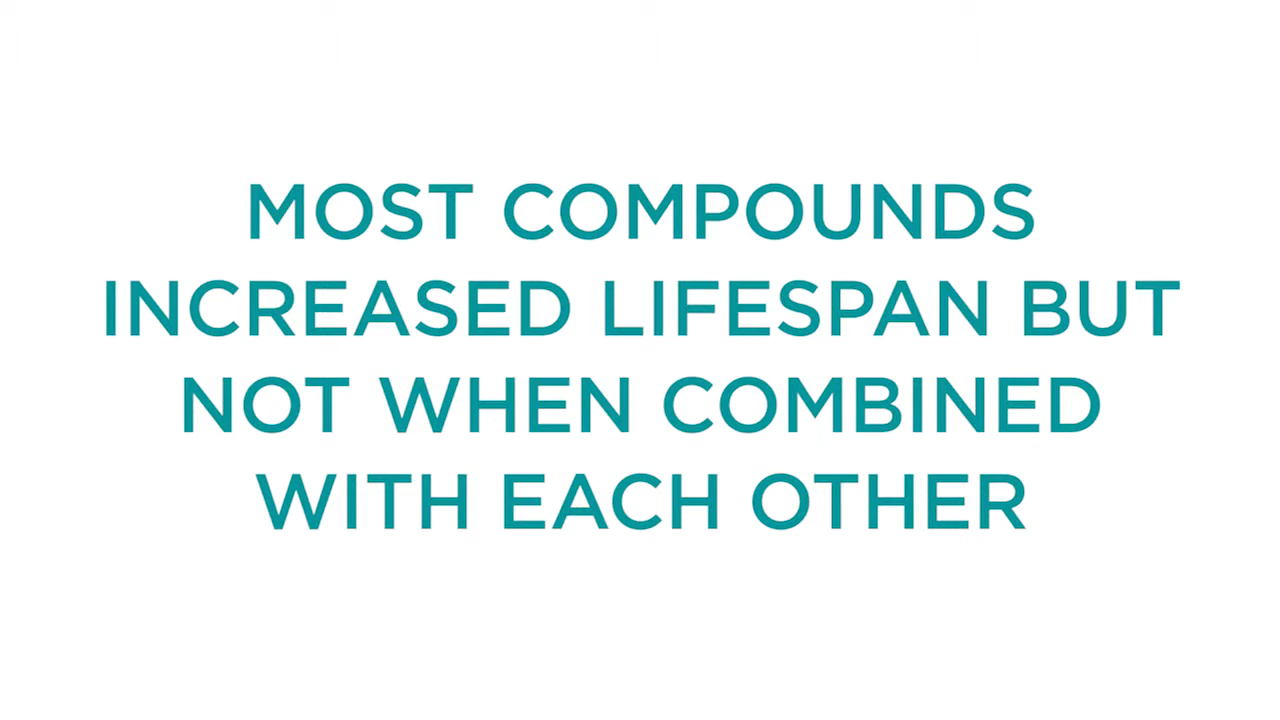 MOST COMPOUNDS
INCREASED LIFESPAN BUT
NOT WHEN COMBINED
WITH EACH OTHER